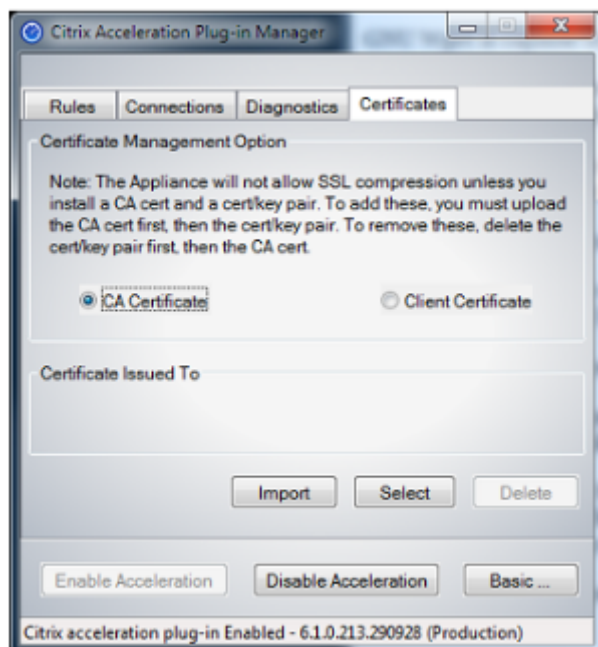 Citrix Acceleration Plug-in Manager
Rules Connections Diagnostics Certificates
Certificate Management Option
Note: The Appliance will not allow SSL compression unless you
install a CA cert and a cert/key pair. To add these, you must upload
the CA cert first, then the cert/key pair. To remove these, delete the
cert/key pair first, then the CA cert.
CA Certificate Client Certificate
Certificate Issued To
Import Select Delete
Enable Acceleration Disable Acceleration Basic ...
Citrix acceleration plug-in Enabled - 6.1.0.213.290928 (Production)